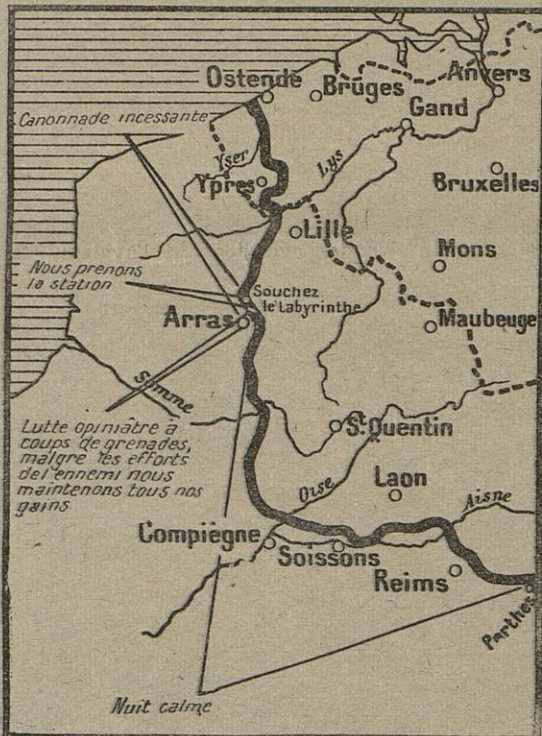 Ostende
Bruges
Anvers
Canonnade incessante
Gand
Yser
Lys
Ypres
Bruxelles
Lille
Mons
Nous prenons
la station
Souchez
le Labyrinthe
Arras
Maubeuge
Somme
Lutte opiniâtre à
coups de grenades,
malgré les efforts
de l'ennemi nous
maintenons tous nos
gains
St Quentin
Oise
Laon
Aisne
Compiègne
Soissons
Reims
Perthes
Nuit calme